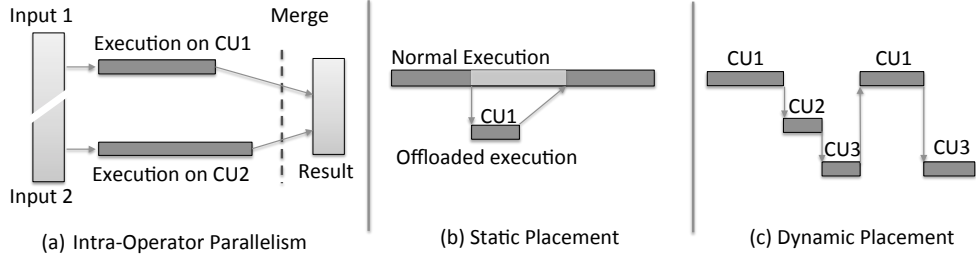 Input 1
Merge
Execution on CU1
Execution on CU2
Input 2
Result
(a) Intra-Operator Parallelism
Normal Execution
CU1
Offloaded execution
(b) Static Placement
CU1
CU2
CU3
CU1
CU3
(c) Dynamic Placement